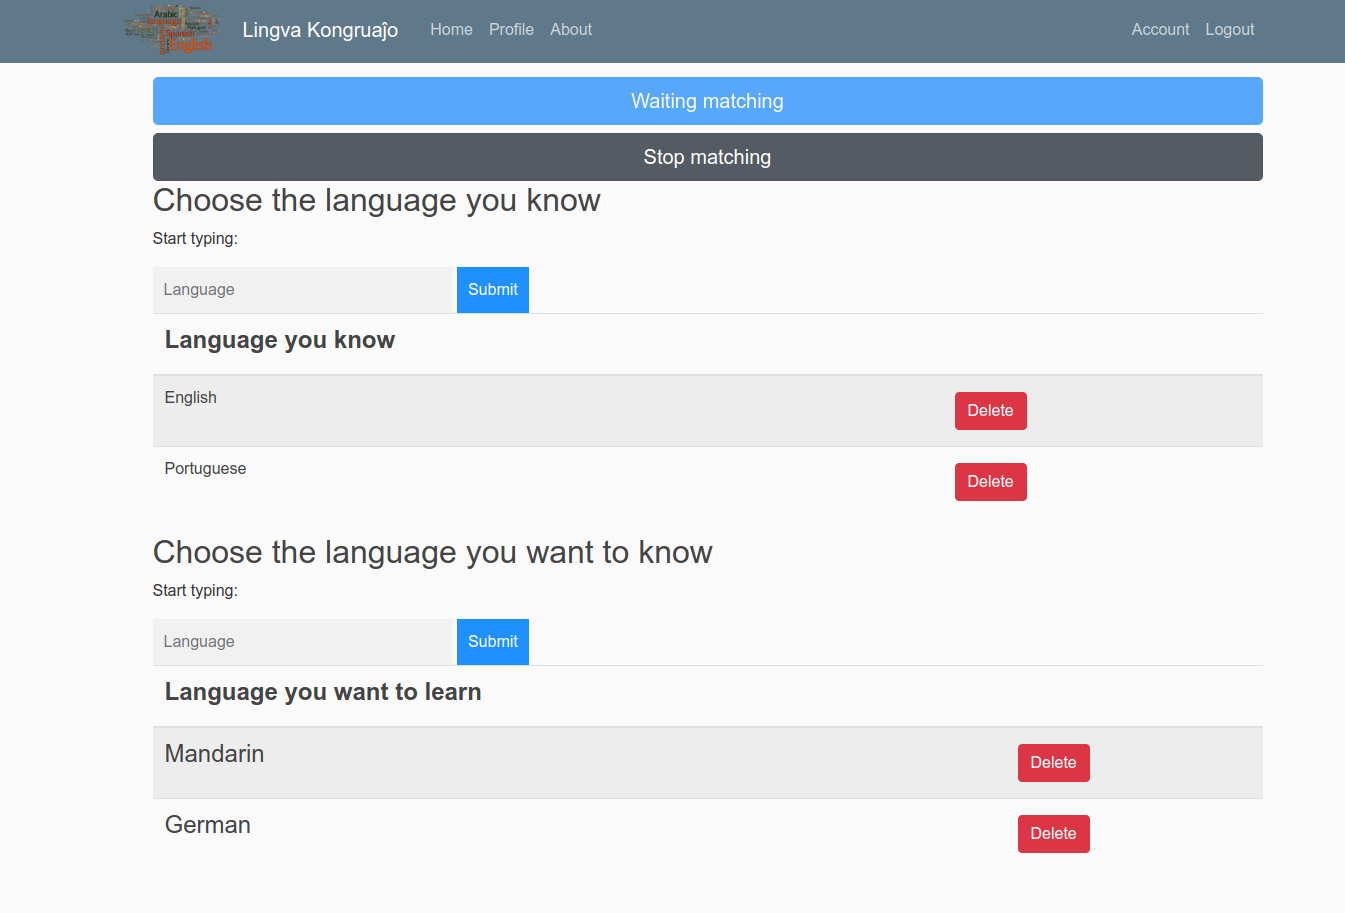 Arabic
language
French
Spanish
English
Lingva Kongruaĵo Home Profile About Account Logout
Waiting matching
Stop matching
Choose the language you know
Start typing:
Language Submit
Language you know
English Delete
Portuguese Delete
Choose the language you want to know
Start typing:
Language Submit
Language you want to learn
Mandarin Delete
German Delete